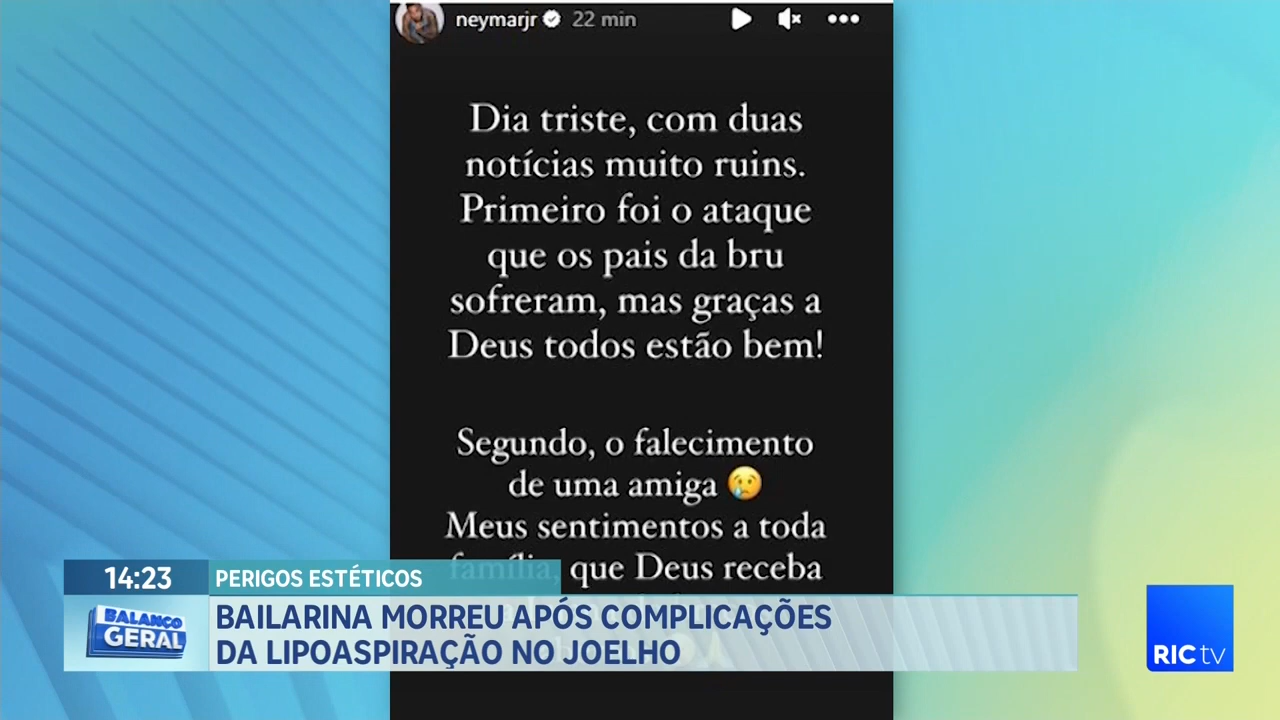 neymarjr 22 min
Dia triste, com duas
notícias muito ruins.
Primeiro foi o ataque
que os pais da bru
sofreram, mas graças a
Deus todos estão bem!
Segundo, o falecimento
de uma amiga 😢
Meus sentimentos a toda
família, que Deus receba
14:23 PERIGOS ESTÉTICOS
BALANÇO
GERAL
BAILARINA MORREU APÓS COMPLICAÇÕES
DA LIPOASPIRAÇÃO NO JOELHO
RIC tv